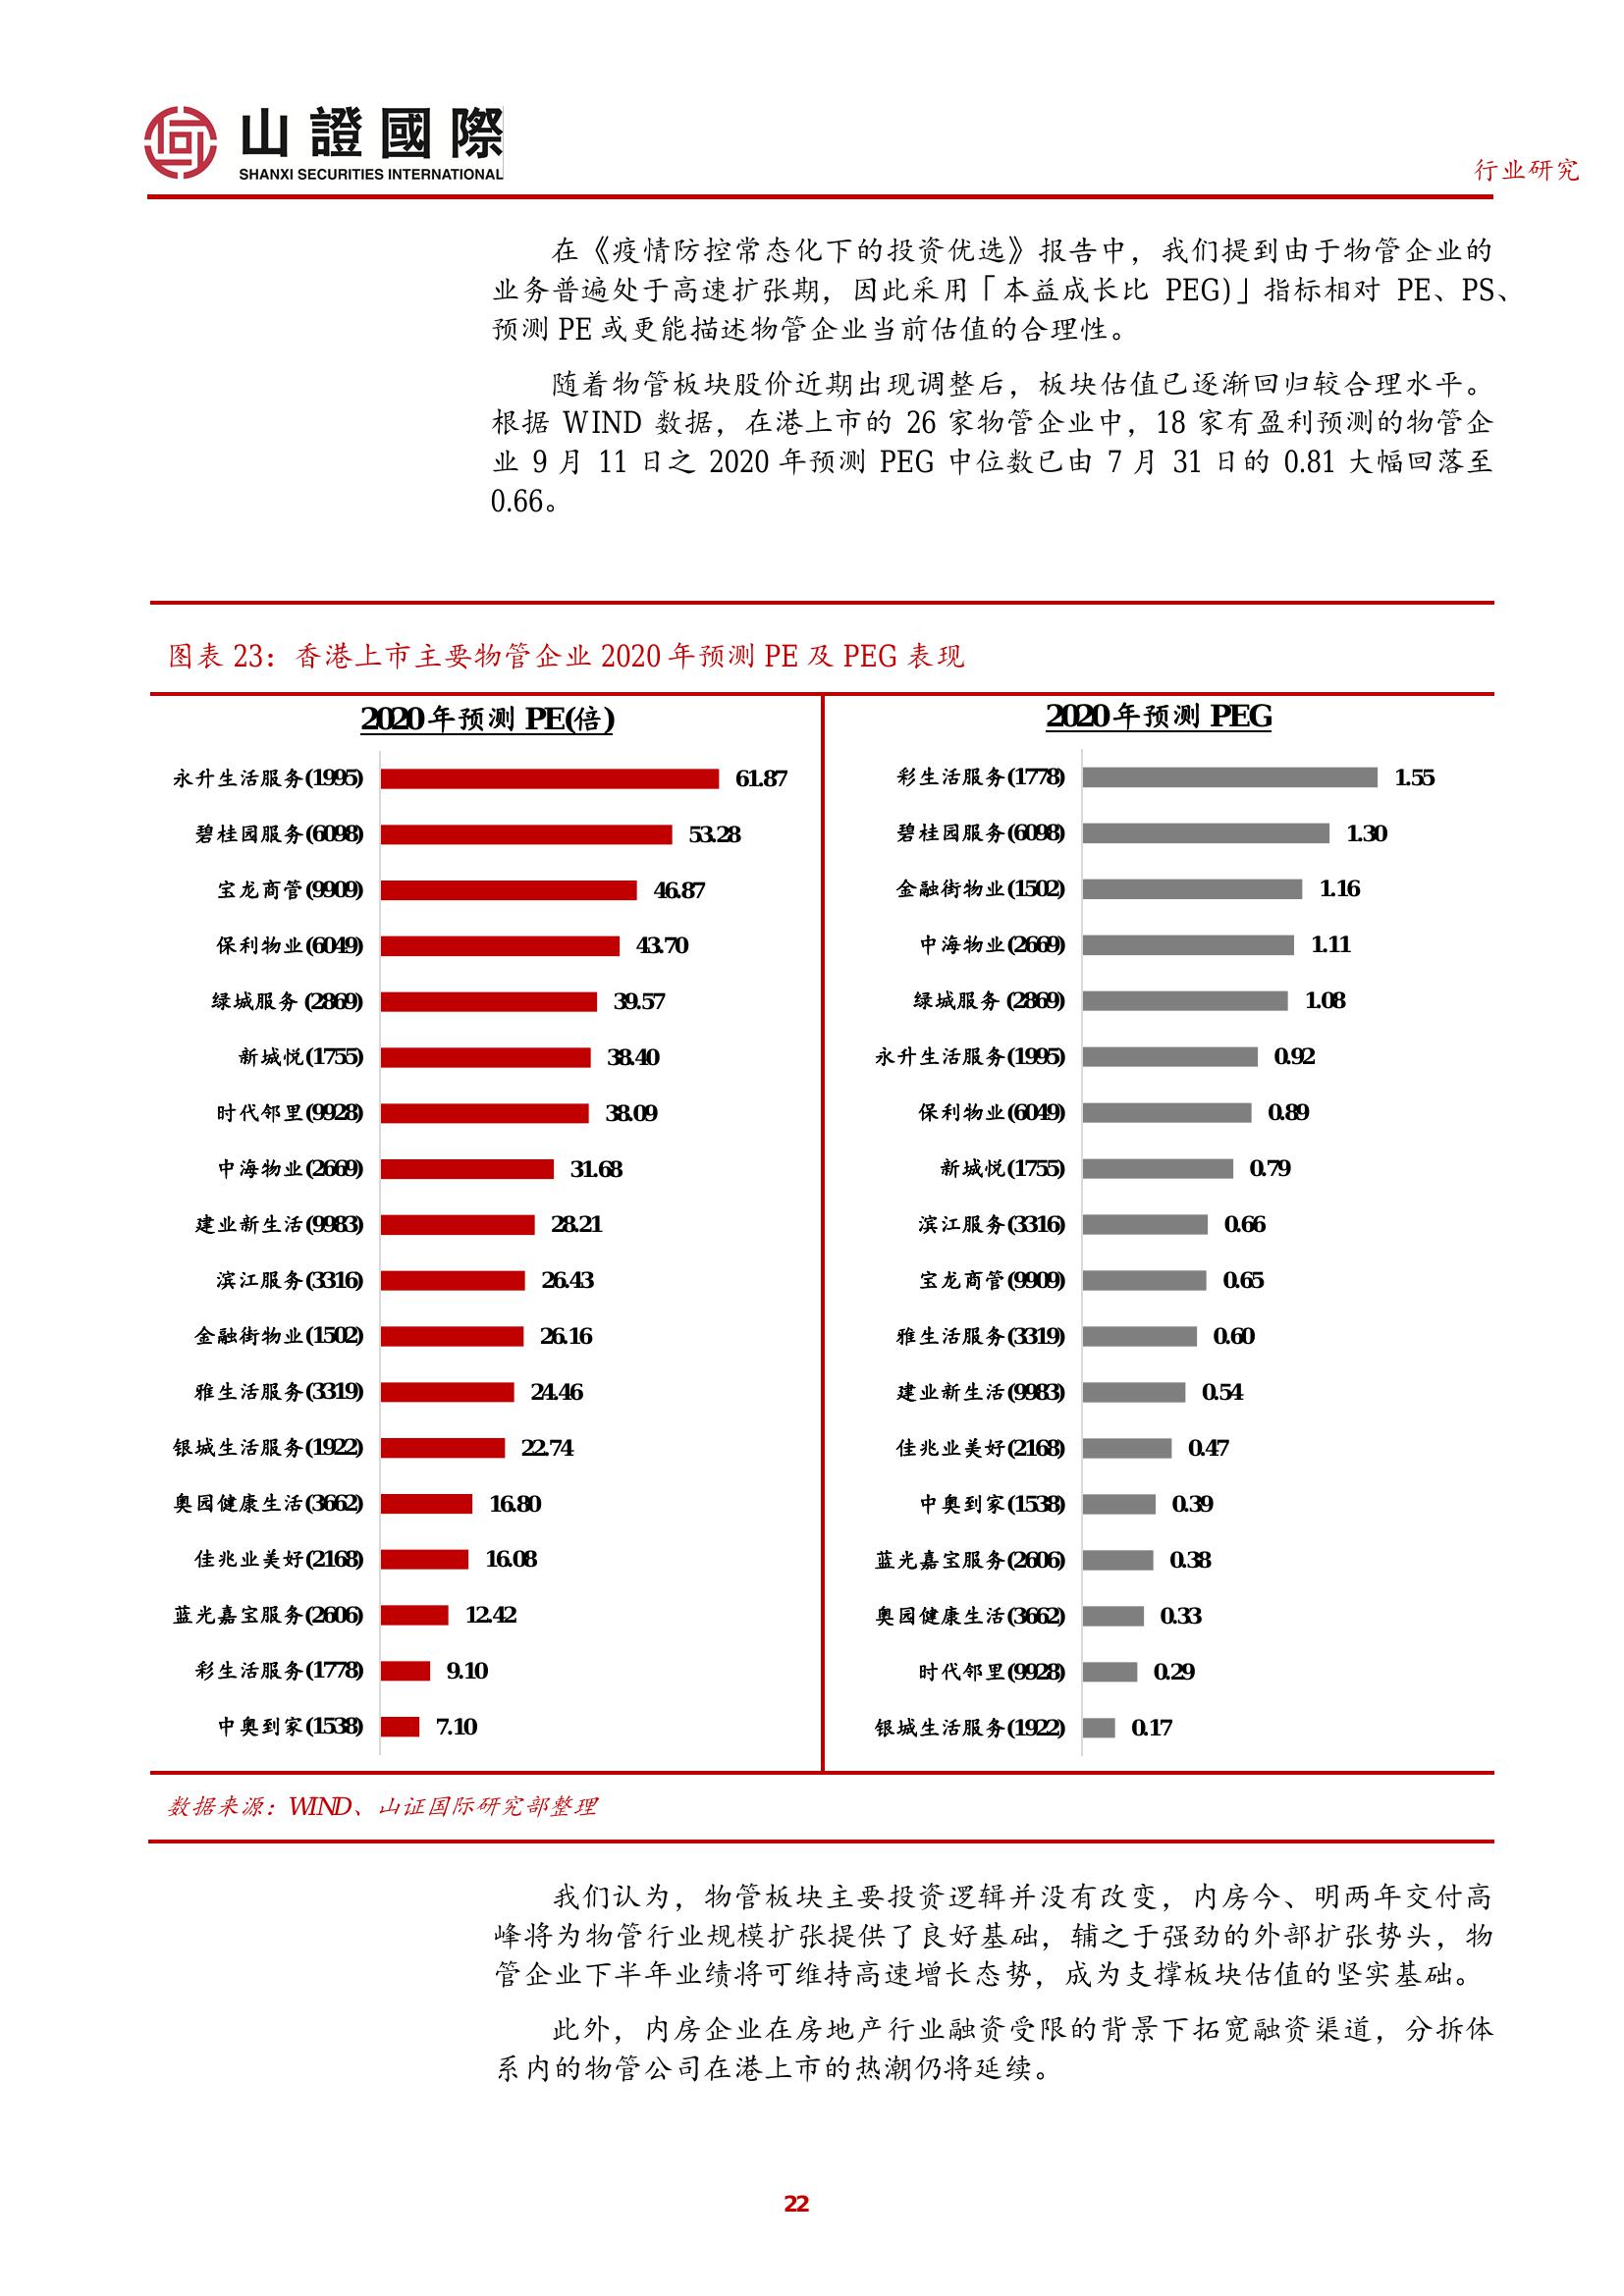 山證國際
SHANXI SECURITIES INTERNATIONAL
行业研究
在《疫情防控常态化下的投资优选》报告中，我们提到由于物管企业的
业务普遍处于高速扩张期，因此采用「本益成长比 PEG)」指标相对 PE、PS、
预测 PE 或更能描述物管企业当前估值的合理性。
随着物管板块股价近期出现调整后，板块估值已逐渐回归较合理水平。
根据 WIND 数据，在港上市的 26 家物管企业中，18 家有盈利预测的物管企
业 9 月 11 日之 2020 年预测 PEG 中位数已由 7 月 31 日的 0.81 大幅回落至
0.66。
图表 23：香港上市主要物管企业 2020 年预测 PE 及 PEG 表现
2020年预测 PE(倍)
永升生活服务(1995) 61.87
碧桂园服务(6098) 53.28
宝龙商管(9909) 46.87
保利物业(6049) 43.70
绿城服务 (2869) 39.57
新城悦(1755) 38.40
时代邻里(9928) 38.09
中海物业(2669) 31.68
建业新生活(9983) 28.21
滨江服务(3316) 26.43
金融街物业(1502) 26.16
雅生活服务(3319) 24.46
银城生活服务(1922) 22.74
奥园健康生活(3662) 16.80
佳兆业美好(2168) 16.08
蓝光嘉宝服务(2606) 12.42
彩生活服务(1778) 9.10
中奥到家(1538) 7.10
2020年预测 PEG
彩生活服务(1778) 1.55
碧桂园服务(6098) 1.30
金融街物业(1502) 1.16
中海物业(2669) 1.11
绿城服务 (2869) 1.08
永升生活服务(1995) 0.92
保利物业(6049) 0.89
新城悦(1755) 0.79
滨江服务(3316) 0.66
宝龙商管(9909) 0.65
雅生活服务(3319) 0.60
建业新生活(9983) 0.54
佳兆业美好(2168) 0.47
中奥到家(1538) 0.39
蓝光嘉宝服务(2606) 0.38
奥园健康生活(3662) 0.33
时代邻里(9928) 0.29
银城生活服务(1922) 0.17
数据来源：WIND、山证国际研究部整理
我们认为，物管板块主要投资逻辑并没有改变，内房今、明两年交付高
峰将为物管行业规模扩张提供了良好基础，辅之于强劲的外部扩张势头，物
管企业下半年业绩将可维持高速增长态势，成为支撑板块估值的坚实基础。
此外，内房企业在房地产行业融资受限的背景下拓宽融资渠道，分拆体
系内的物管公司在港上市的热潮仍将延续。
22